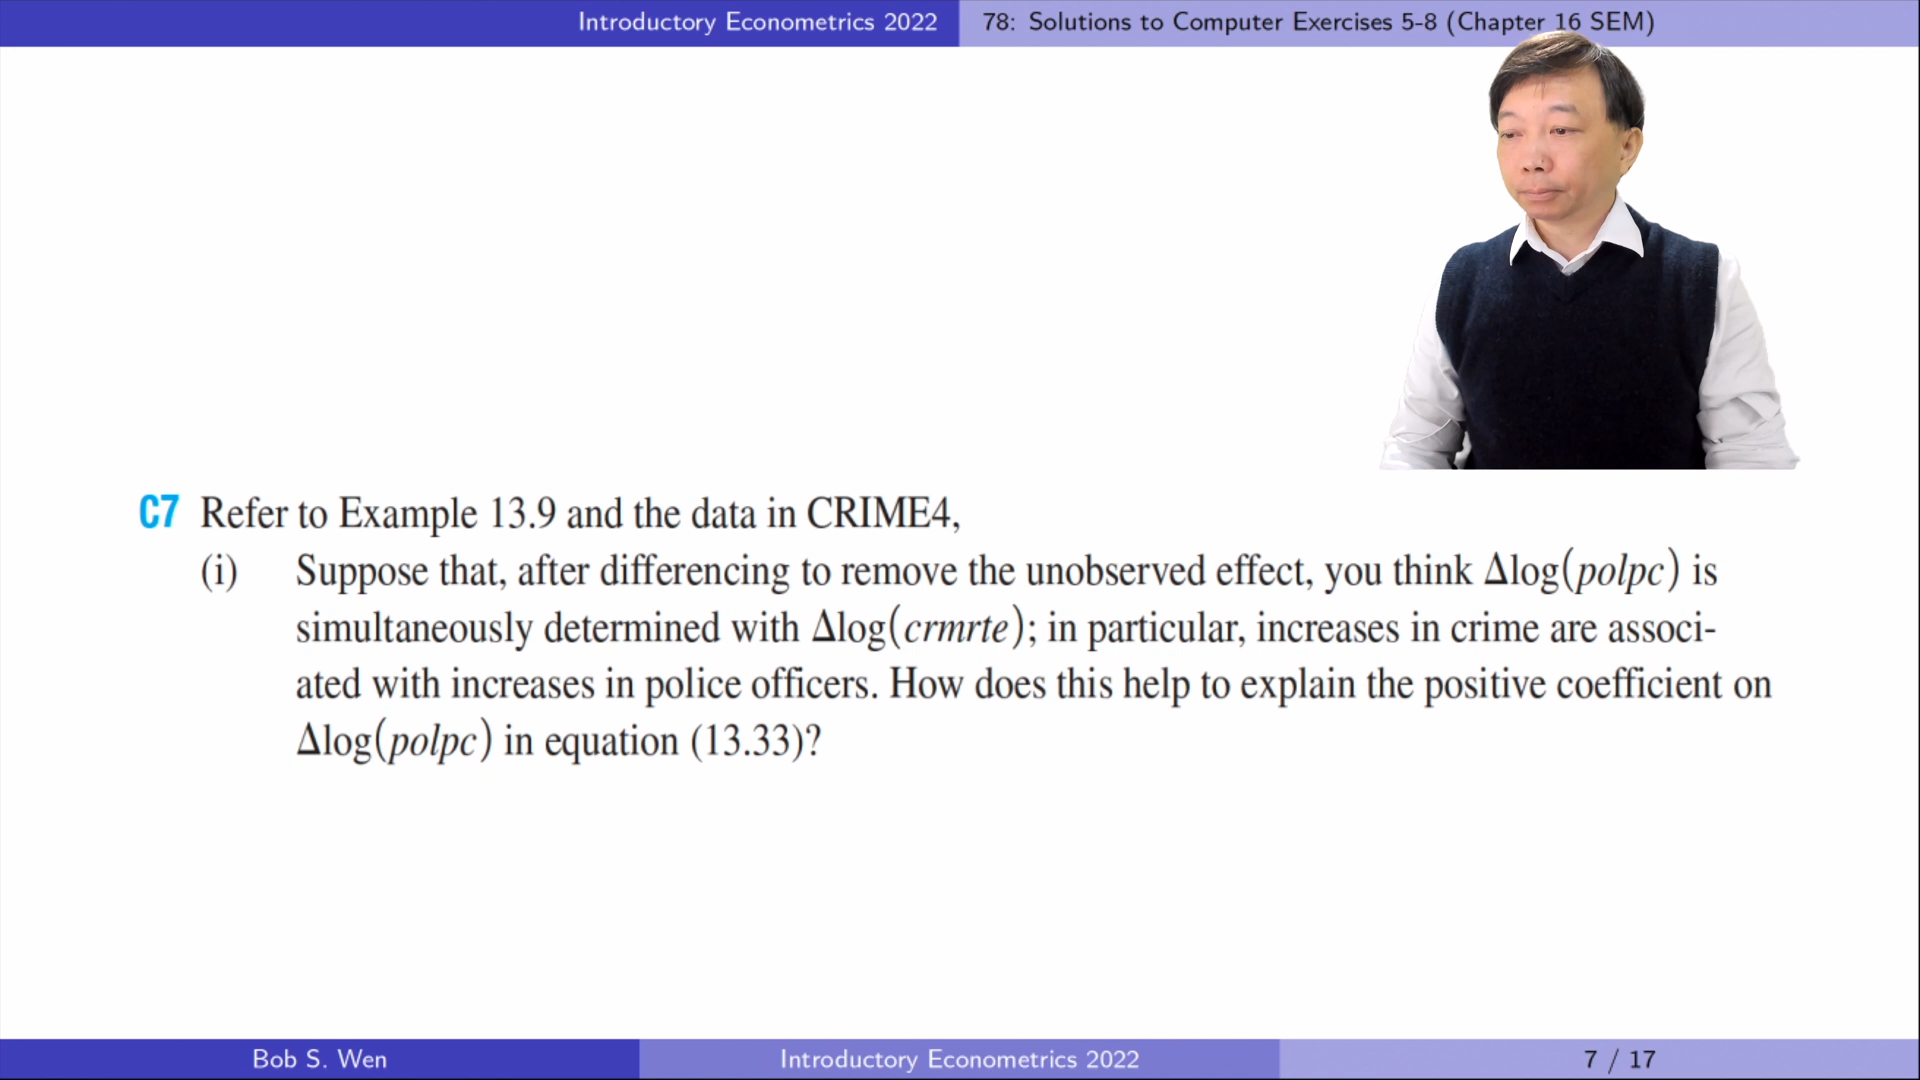 Introductory Econometrics 2022
78: Solutions to Computer Exercises 5-8 (Chapter 16 SEM)
C7 Refer to Example 13.9 and the data in CRIME4,
(i) Suppose that, after differencing to remove the unobserved effect, you think Δlog(polpc) is
simultaneously determined with Δlog(crmrte); in particular, increases in crime are associ-
ated with increases in police officers. How does this help to explain the positive coefficient on
Δlog(polpc) in equation (13.33)?
Bob S. Wen
Introductory Econometrics 2022
7 / 17